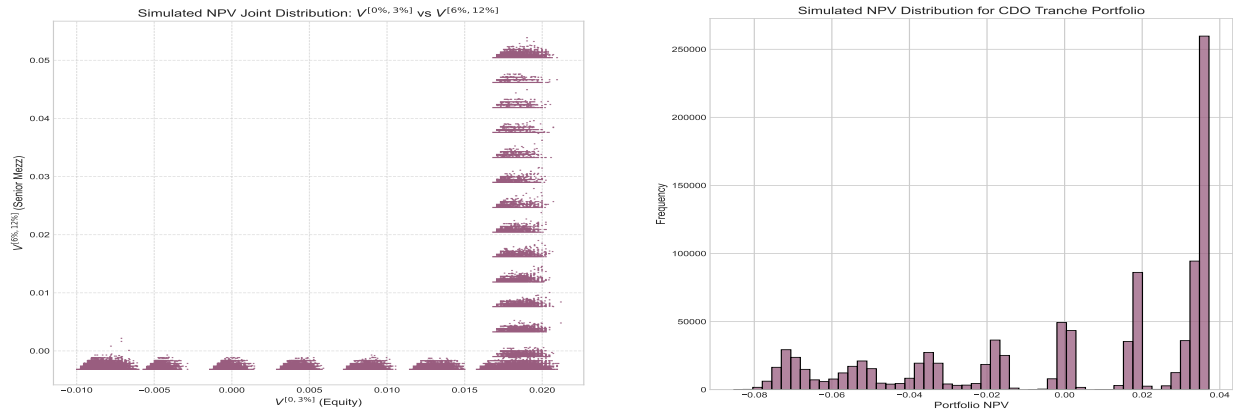 Simulated NPV Joint Distribution: V^[0%, 3%] vs V^[6%, 12%]
0.05
0.04
0.03
0.02
0.01
0.00
V^[6%, 12%] (Senior Mezz)
−0.010 −0.005 0.000 0.005 0.010 0.015 0.020
V^[0, 3%] (Equity)
Simulated NPV Distribution for CDO Tranche Portfolio
250000
200000
150000
100000
50000
0
Frequency
−0.08 −0.06 −0.04 −0.02 0.00 0.02 0.04
Portfolio NPV